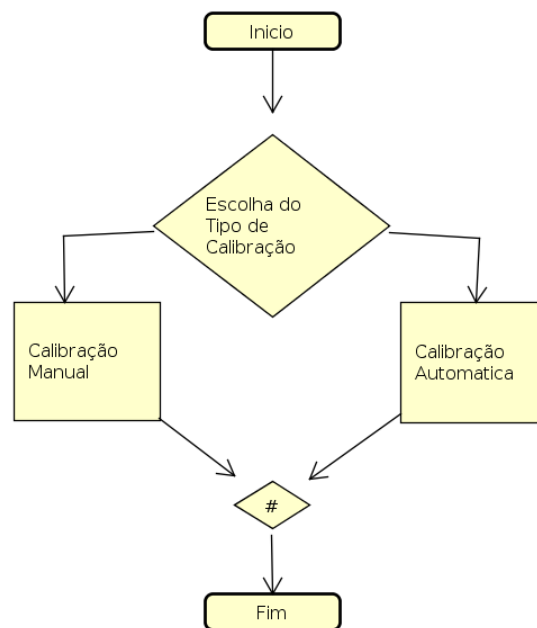 Inicio
Escolha do
Tipo de
Calibração
Calibração
Manual
Calibração
Automatica
#
Fim